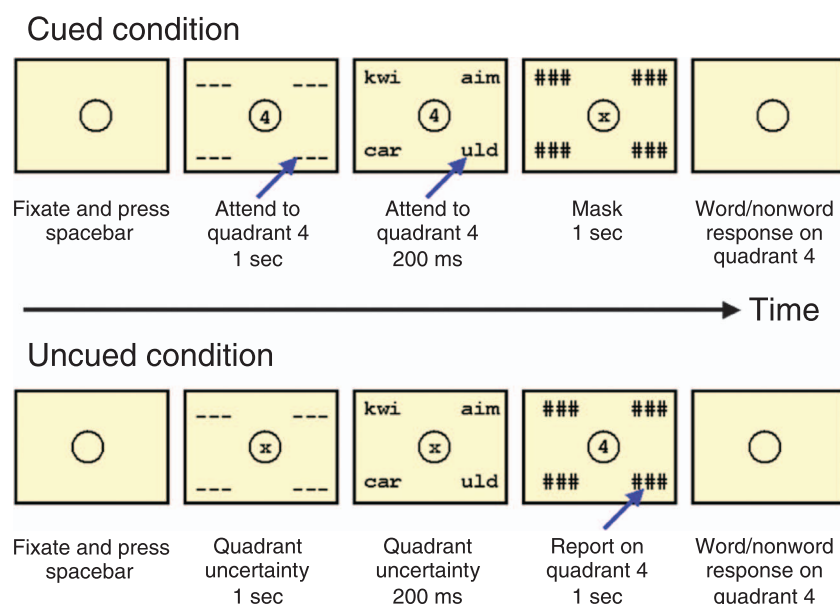 Cued condition
--- ---
4
--- ---
kwi aim
4
car uld
### ###
x
### ###
Fixate and press
spacebar
Attend to
quadrant 4
1 sec
Attend to
quadrant 4
200 ms
Mask
1 sec
Word/nonword
response on
quadrant 4
Time
Uncued condition
--- ---
x
--- ---
kwi aim
x
car uld
### ###
4
### ###
Fixate and press
spacebar
Quadrant
uncertainty
1 sec
Quadrant
uncertainty
200 ms
Report on
quadrant 4
1 sec
Word/nonword
response on
quadrant 4